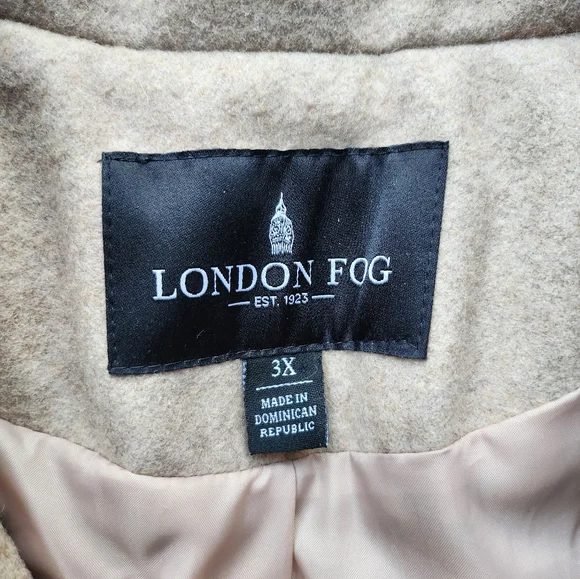 LONDON FOG
EST. 1923
3X
MADE IN
DOMINICAN
REPUBLIC